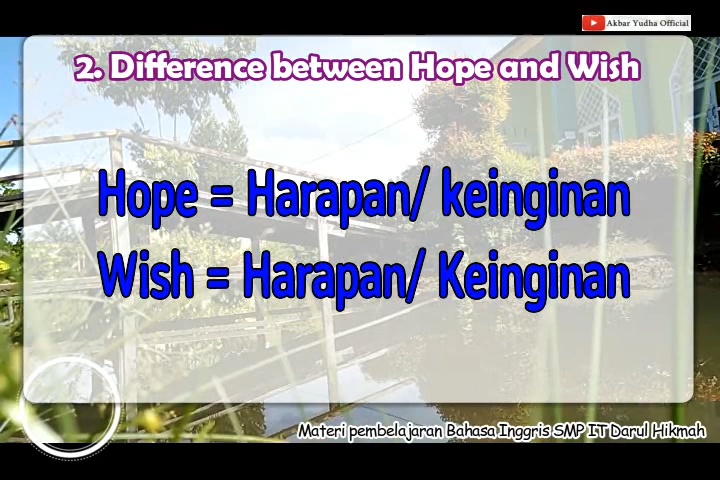 Akbar Yudha Official
2. Difference between Hope and Wish
Hope = Harapan/ keinginan
Wish = Harapan/ Keinginan
Materi pembelajaran Bahasa Inggris SMP IT Darul Hikmah